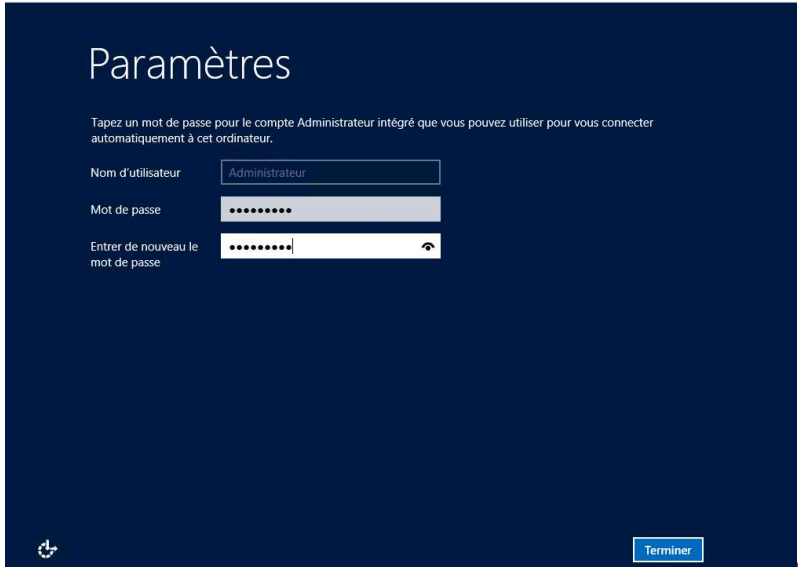 Paramètres
Tapez un mot de passe pour le compte Administrateur intégré que vous pouvez utiliser pour vous connecter
automatiquement à cet ordinateur.
Nom d'utilisateur
Administrateur
Mot de passe
•••••••••
Entrer de nouveau le
mot de passe
•••••••••
Terminer